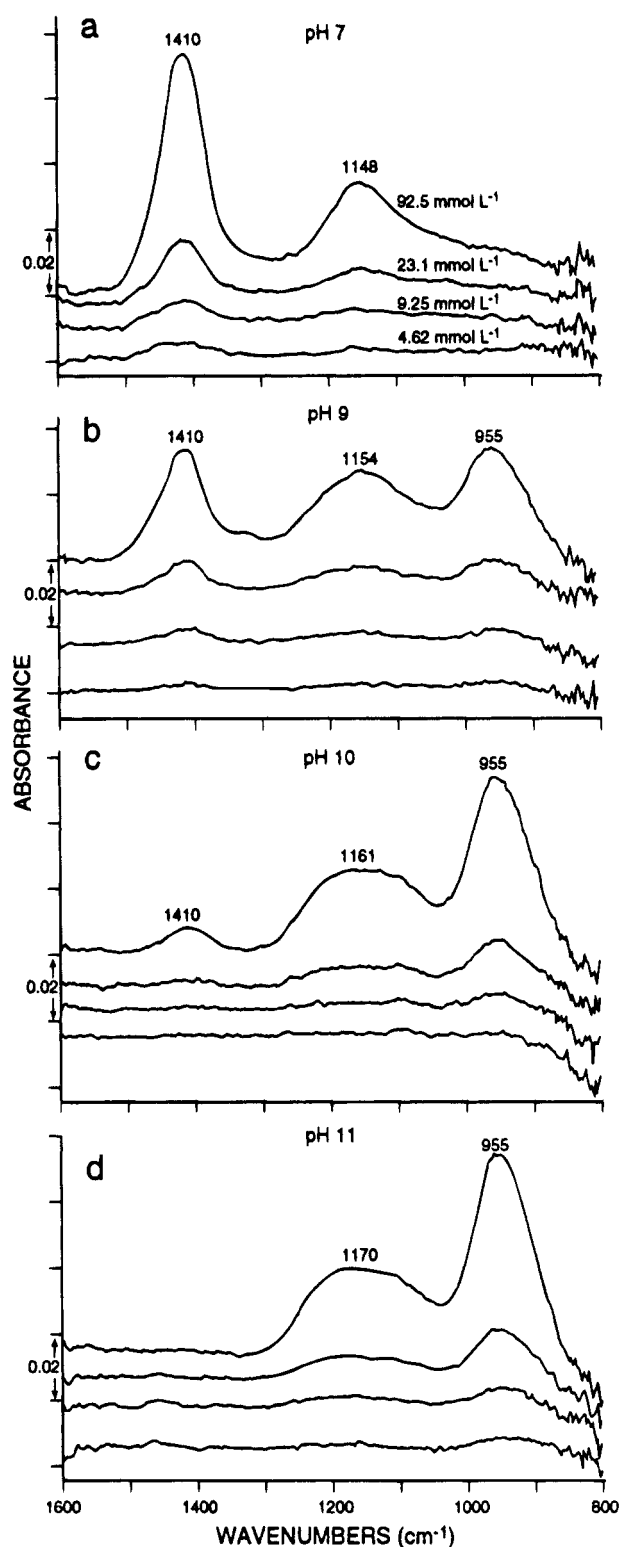 a
pH 7
1410
1148
92.5 mmol L⁻¹
0.02
23.1 mmol L⁻¹
9.25 mmol L⁻¹
4.62 mmol L⁻¹
b
pH 9
1410
1154
955
0.02
ABSORBANCE
c
pH 10
955
1161
1410
0.02
d
pH 11
955
1170
0.02
1600 1400 1200 1000 800
WAVENUMBERS (cm⁻¹)